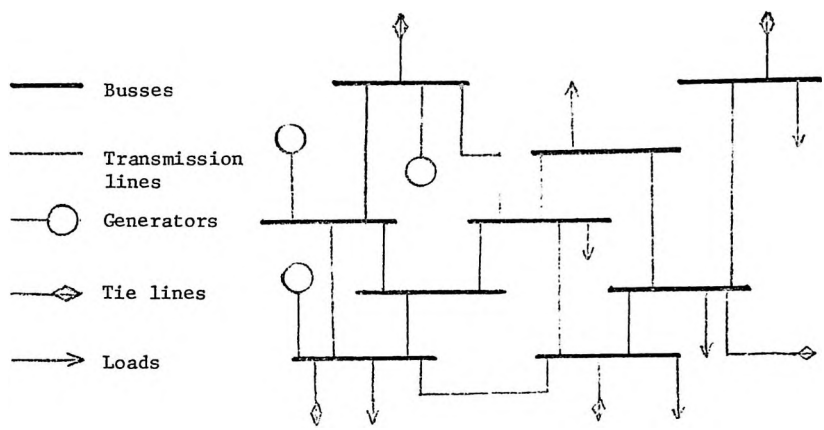 Busses
Transmission
lines
Generators
Tie lines
Loads